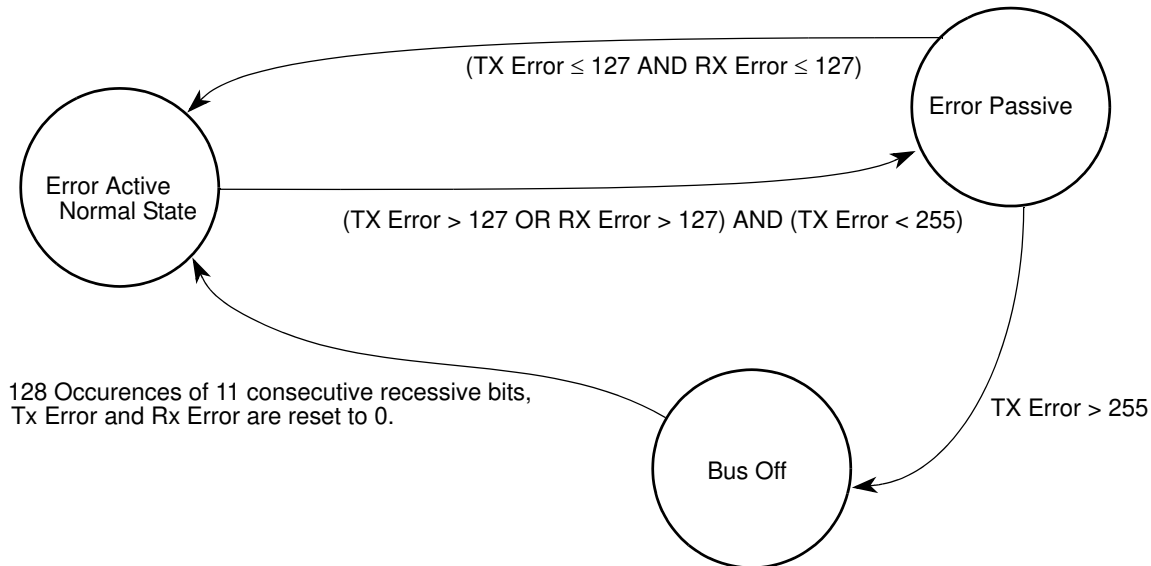 (TX Error ≤ 127 AND RX Error ≤ 127)
Error Passive
Error Active
Normal State
(TX Error > 127 OR RX Error > 127) AND (TX Error < 255)
128 Occurences of 11 consecutive recessive bits,
Tx Error and Rx Error are reset to 0.
TX Error > 255
Bus Off